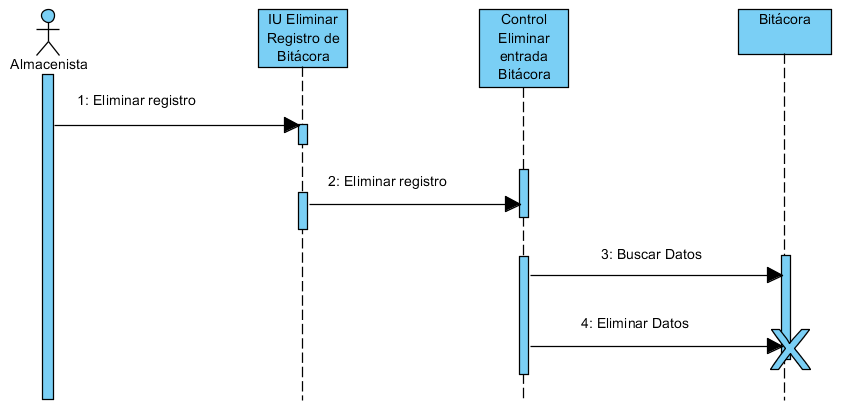 Almacenista
IU Eliminar
Registro de
Bitácora
Control
Eliminar
entrada
Bitácora
Bitácora
1: Eliminar registro
2: Eliminar registro
3: Buscar Datos
4: Eliminar Datos